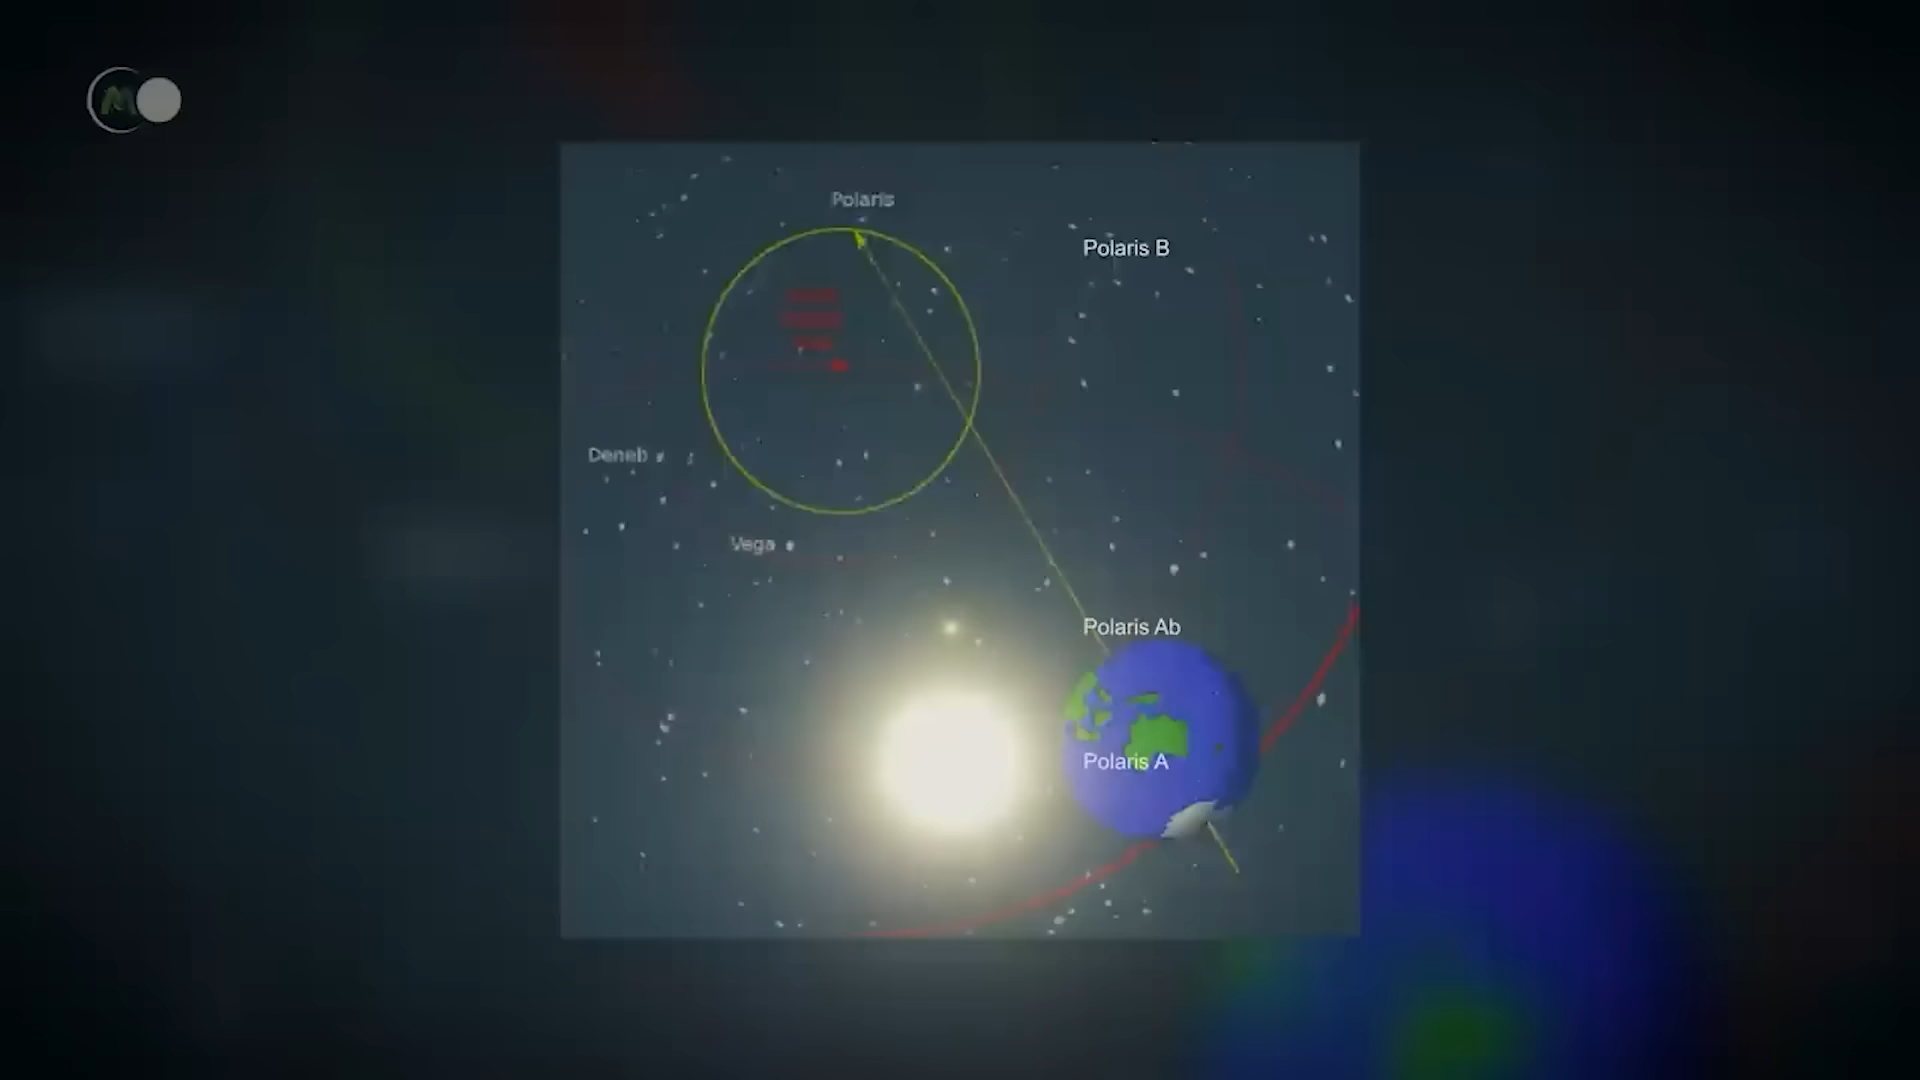 Polaris
Polaris B
Deneb
Vega
Polaris Ab
Polaris A